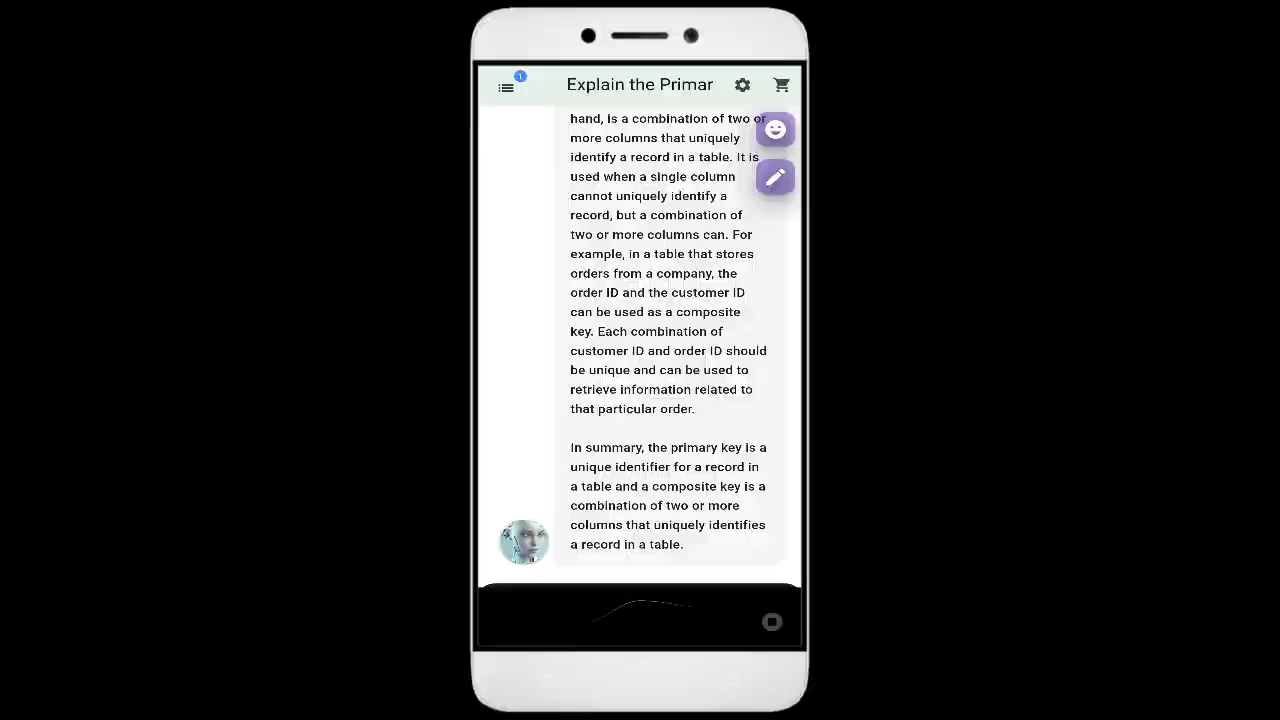 1
Explain the Primar
hand, is a combination of two or
more columns that uniquely
identify a record in a table. It is
used when a single column
cannot uniquely identify a
record, but a combination of
two or more columns can. For
example, in a table that stores
orders from a company, the
order ID and the customer ID
can be used as a composite
key. Each combination of
customer ID and order ID should
be unique and can be used to
retrieve information related to
that particular order.
In summary, the primary key is a
unique identifier for a record in
a table and a composite key is a
combination of two or more
columns that uniquely identifies
a record in a table.